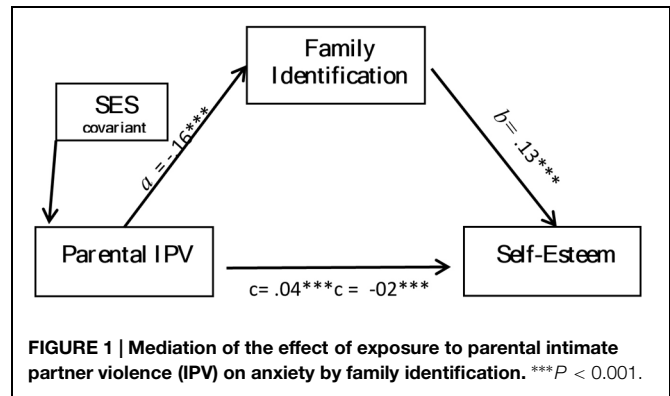 Family
Identification
SES
covariant
a = -.16***
b= .13***
Parental IPV
Self-Esteem
c= .04***c = -02***
FIGURE 1 | Mediation of the effect of exposure to parental intimate
partner violence (IPV) on anxiety by family identification. ***P < 0.001.